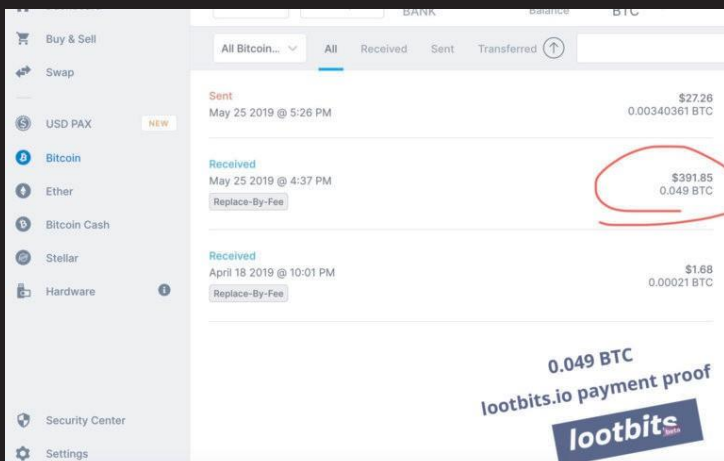 BANK
Balance
BTC
Buy & Sell
Swap
USD PAX
NEW
Bitcoin
Ether
Bitcoin Cash
Stellar
Hardware
Security Center
Settings
All Bitcoin...
All
Received
Sent
Transferred
Sent
May 25 2019 @ 5:26 PM
$27.26
0.00340361 BTC
Received
May 25 2019 @ 4:37 PM
Replace-By-Fee
$391.85
0.049 BTC
Received
April 18 2019 @ 10:01 PM
Replace-By-Fee
$1.68
0.00021 BTC
0.049 BTC
lootbits.io payment proof
lootbits
beta